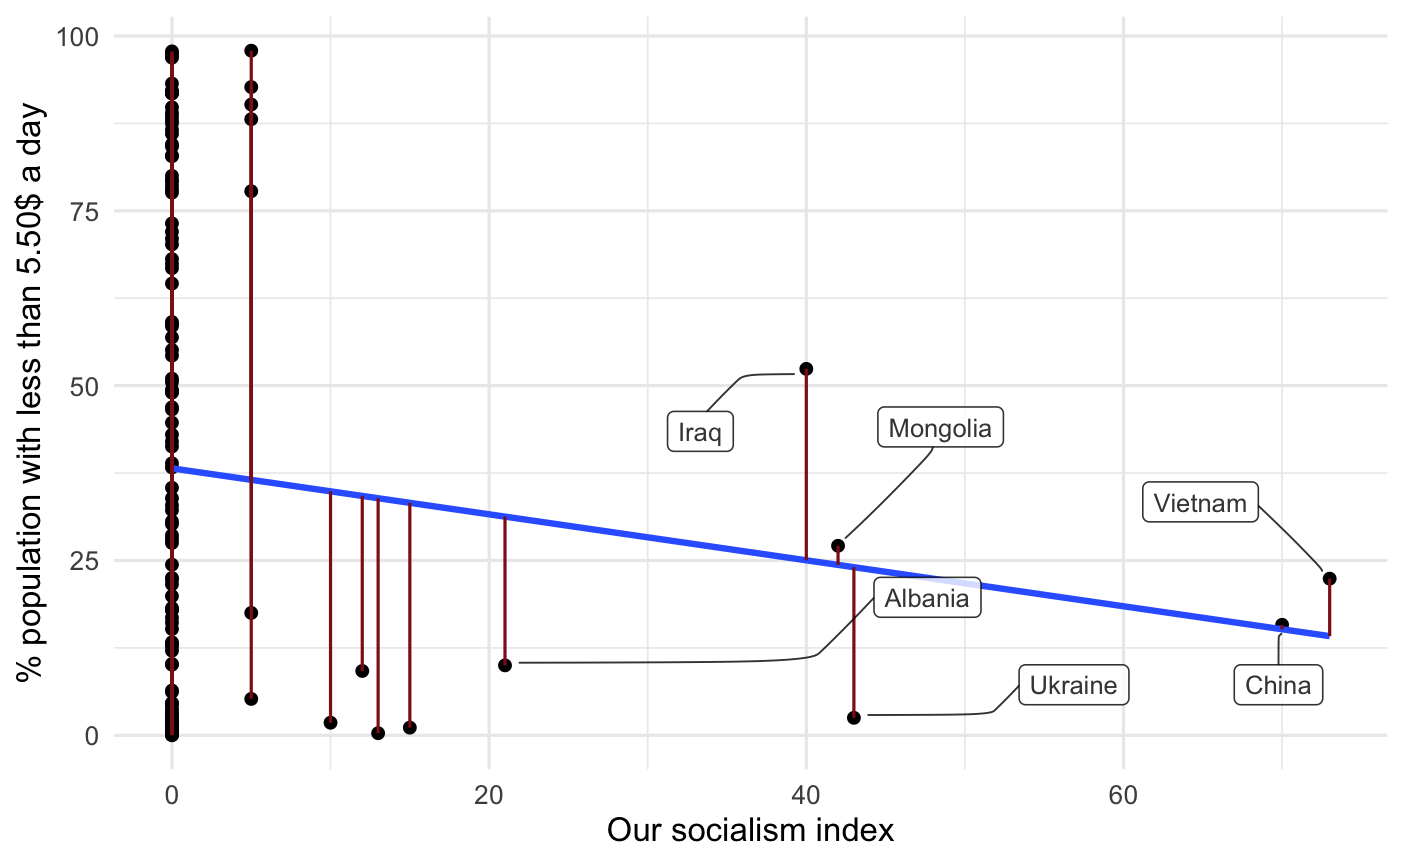 % population with less than 5.50$ a day
100
75
50
25
0
Iraq
Mongolia
Vietnam
Albania
Ukraine
China
0 20 40 60
Our socialism index